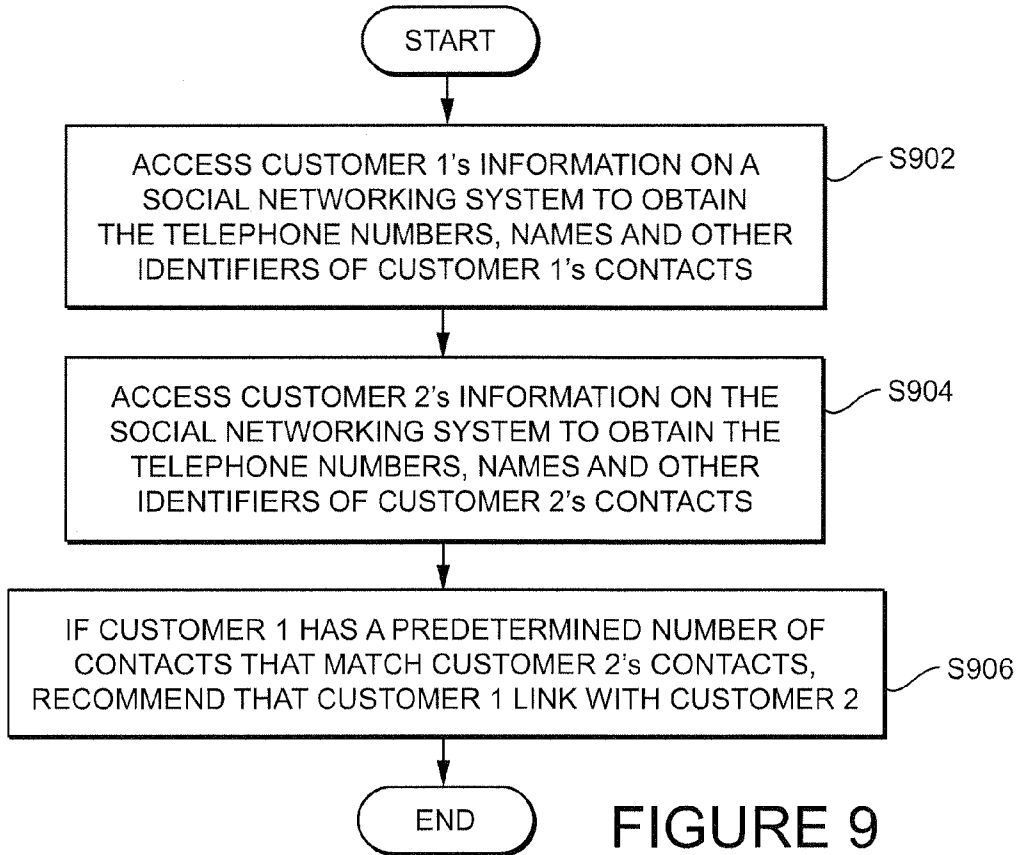 START
ACCESS CUSTOMER 1's INFORMATION ON A
SOCIAL NETWORKING SYSTEM TO OBTAIN
THE TELEPHONE NUMBERS, NAMES AND OTHER
IDENTIFIERS OF CUSTOMER 1's CONTACTS
S902
ACCESS CUSTOMER 2's INFORMATION ON THE
SOCIAL NETWORKING SYSTEM TO OBTAIN THE
TELEPHONE NUMBERS, NAMES AND OTHER
IDENTIFIERS OF CUSTOMER 2's CONTACTS
S904
IF CUSTOMER 1 HAS A PREDETERMINED NUMBER OF
CONTACTS THAT MATCH CUSTOMER 2's CONTACTS,
RECOMMEND THAT CUSTOMER 1 LINK WITH CUSTOMER 2
S906
END
FIGURE 9